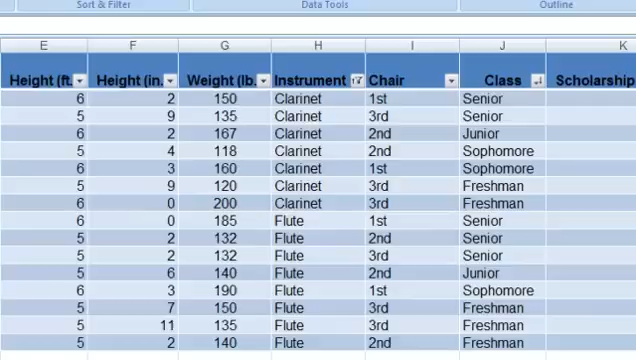 Sort & Filter Data Tools Outline
E F G H I J K
Height (ft. Height (in. Weight (lb. Instrument Chair Class Scholarship
6 2 150 Clarinet 1st Senior
5 9 135 Clarinet 3rd Senior
6 2 167 Clarinet 2nd Junior
5 4 118 Clarinet 2nd Sophomore
6 3 160 Clarinet 1st Sophomore
5 9 120 Clarinet 3rd Freshman
6 0 200 Clarinet 3rd Freshman
6 0 185 Flute 1st Senior
5 2 132 Flute 2nd Senior
5 2 132 Flute 3rd Senior
5 6 140 Flute 2nd Junior
6 3 190 Flute 1st Sophomore
5 7 150 Flute 3rd Freshman
5 11 135 Flute 3rd Freshman
5 2 140 Flute 2nd Freshman